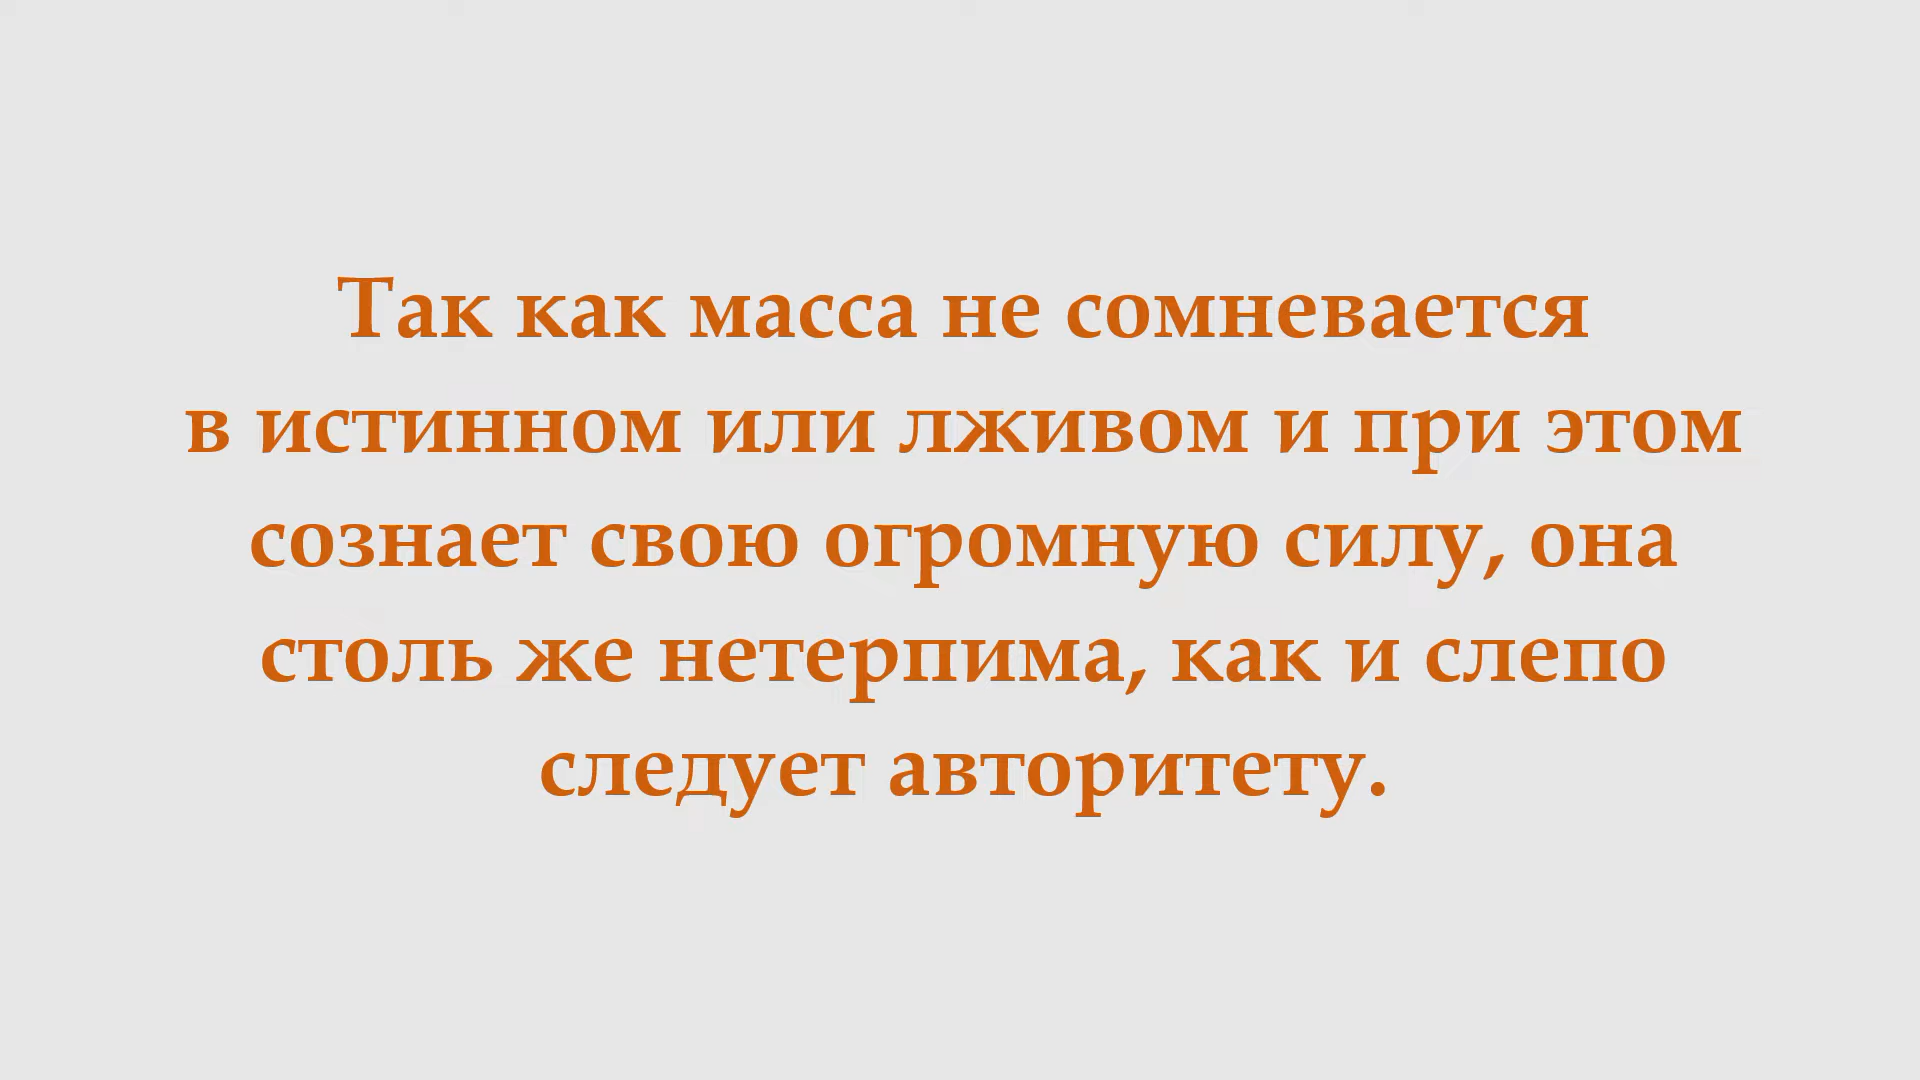 Так как масса не сомневается
в истинном или лживом и при этом
сознает свою огромную силу, она
столь же нетерпима, как и слепо
следует авторитету.